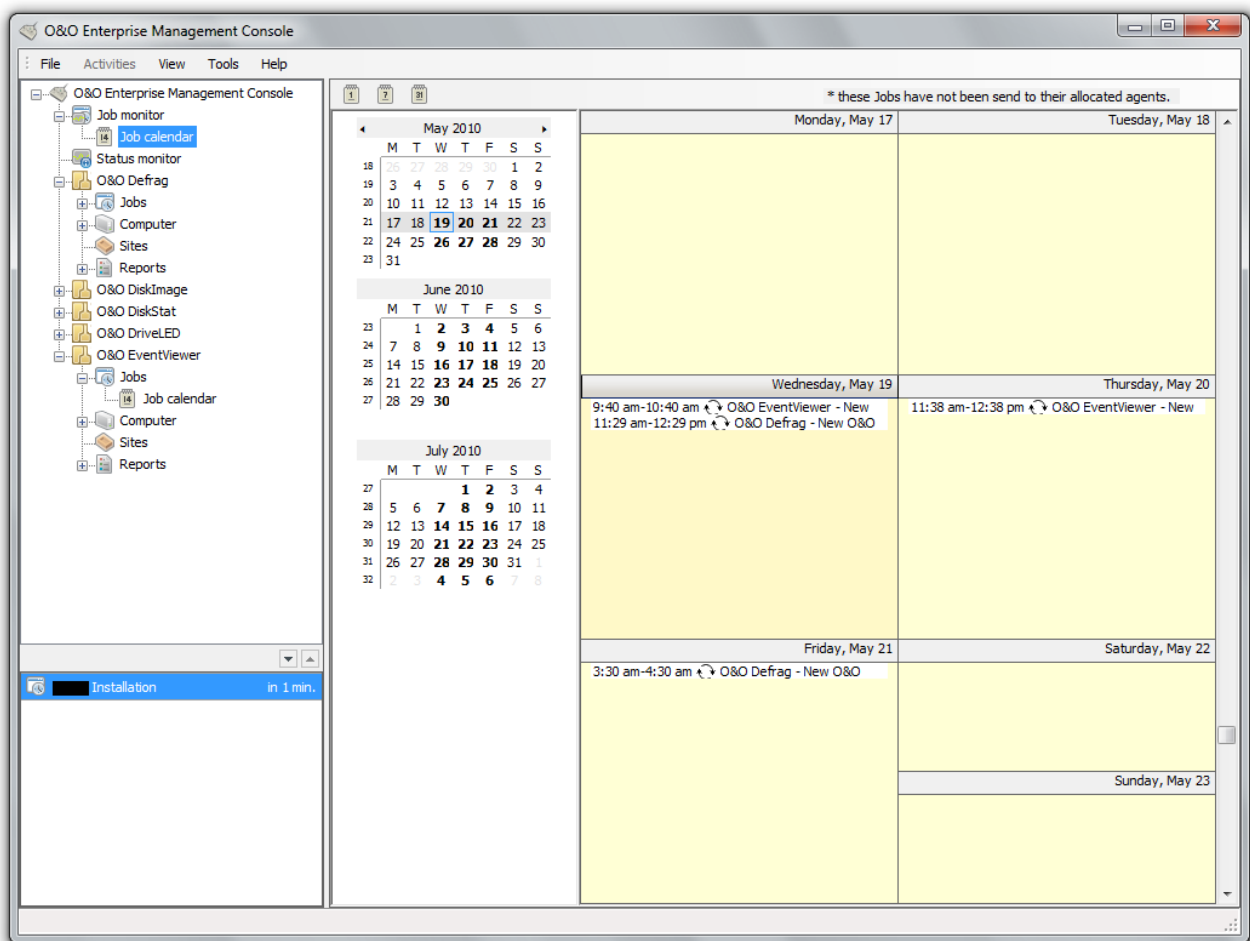 O&O Enterprise Management Console
File Activities View Tools Help
O&O Enterprise Management Console
Job monitor
14 Job calendar
Status monitor
O&O Defrag
Jobs
Computer
Sites
Reports
O&O DiskImage
O&O DiskStat
O&O DriveLED
O&O EventViewer
Jobs
14 Job calendar
Computer
Sites
Reports
Installation in 1 min.
1 7 31 * these Jobs have not been send to their allocated agents.
May 2010
M T W T F S S
18 26 27 28 29 30 1 2
19 3 4 5 6 7 8 9
20 10 11 12 13 14 15 16
21 17 18 19 20 21 22 23
22 24 25 26 27 28 29 30
23 31
June 2010
M T W T F S S
23 1 2 3 4 5 6
24 7 8 9 10 11 12 13
25 14 15 16 17 18 19 20
26 21 22 23 24 25 26 27
27 28 29 30
July 2010
M T W T F S S
27 1 2 3 4
28 5 6 7 8 9 10 11
29 12 13 14 15 16 17 18
30 19 20 21 22 23 24 25
31 26 27 28 29 30 31 1
32 2 3 4 5 6 7 8
Monday, May 17
Tuesday, May 18
Wednesday, May 19
9:40 am-10:40 am O&O EventViewer - New
11:29 am-12:29 pm O&O Defrag - New O&O
Thursday, May 20
11:38 am-12:38 pm O&O EventViewer - New
Friday, May 21
3:30 am-4:30 am O&O Defrag - New O&O
Saturday, May 22
Sunday, May 23